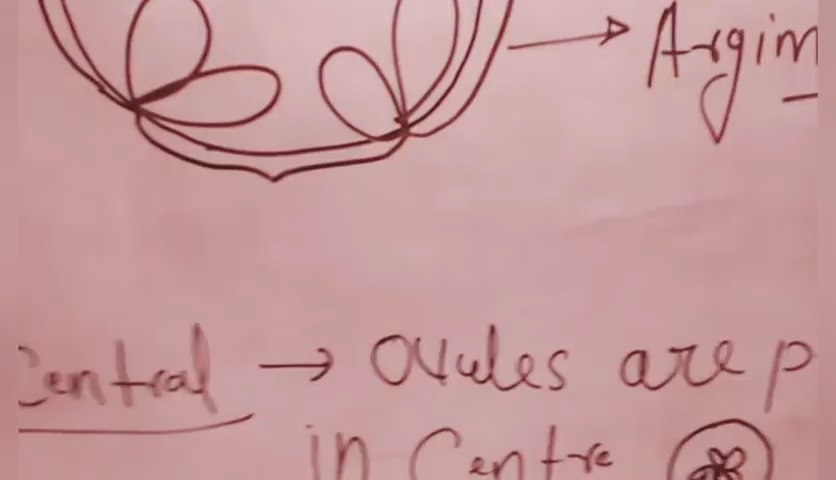 Argim
Central → Ovules are p
in Centre